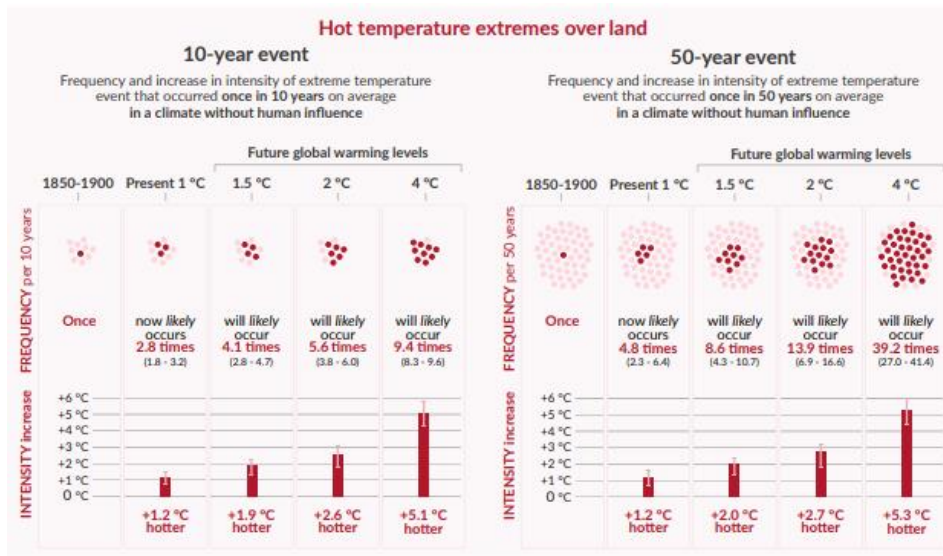 Hot temperature extremes over land
10-year event
Frequency and increase in intensity of extreme temperature
event that occurred once in 10 years on average
in a climate without human influence
Future global warming levels
1850-1900 Present 1 °C 1.5 °C 2 °C 4 °C
FREQUENCY per 10 years
Once
now likely
occurs
2.8 times
(1.8 - 3.2)
will likely
occur
4.1 times
(2.8 - 4.7)
will likely
occur
5.6 times
(3.8 - 6.0)
will likely
occur
9.4 times
(8.3 - 9.6)
INTENSITY increase
+6 °C
+5 °C
+4 °C
+3 °C
+2 °C
+1 °C
0 °C
+1.2 °C
hotter
+1.9 °C
hotter
+2.6 °C
hotter
+5.1 °C
hotter
50-year event
Frequency and increase in intensity of extreme temperature
event that occurred once in 50 years on average
in a climate without human influence
Future global warming levels
1850-1900 Present 1 °C 1.5 °C 2 °C 4 °C
FREQUENCY per 50 years
Once
now likely
occurs
4.8 times
(2.3 - 6.4)
will likely
occur
8.6 times
(4.3 - 10.7)
will likely
occur
13.9 times
(6.9 - 16.6)
will likely
occur
39.2 times
(27.0 - 41.4)
INTENSITY increase
+6 °C
+5 °C
+4 °C
+3 °C
+2 °C
+1 °C
0 °C
+1.2 °C
hotter
+2.0 °C
hotter
+2.7 °C
hotter
+5.3 °C
hotter